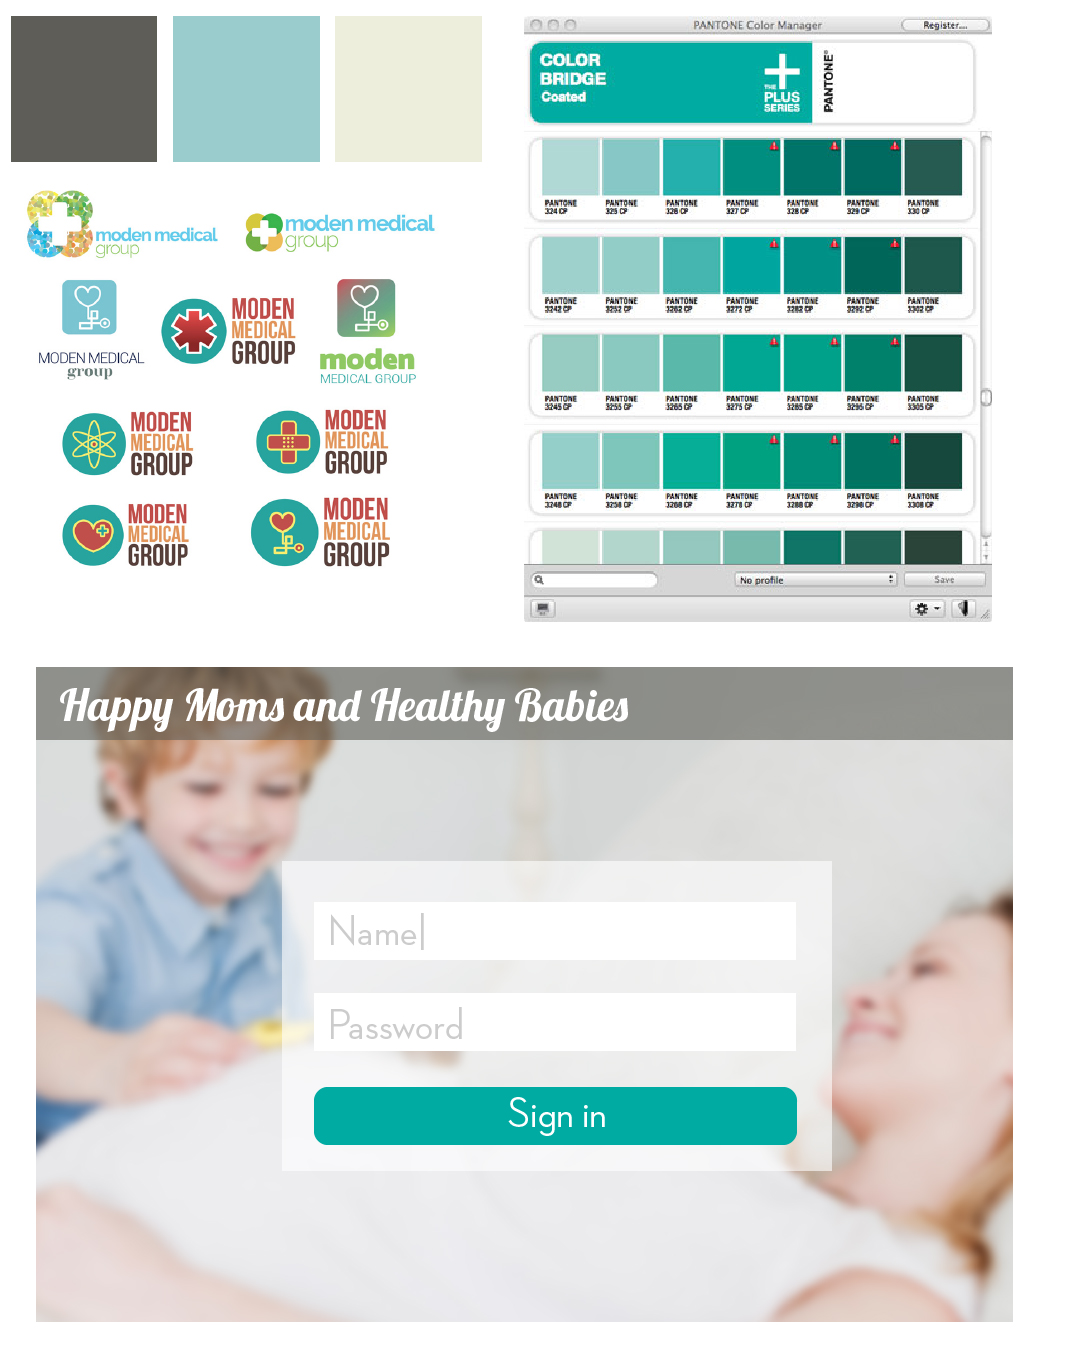 PANTONE Color Manager
Register...
COLOR
BRIDGE
Coated
THE
PLUS
SERIES
PANTONE®
PANTONE PANTONE PANTONE PANTONE PANTONE PANTONE PANTONE
324 CP 325 CP 326 CP 327 CP 328 CP 329 CP 330 CP
PANTONE PANTONE PANTONE PANTONE PANTONE PANTONE PANTONE
3242 CP 3252 CP 3262 CP 3272 CP 3282 CP 3292 CP 3302 CP
PANTONE PANTONE PANTONE PANTONE PANTONE PANTONE PANTONE
3245 CP 3255 CP 3265 CP 3275 CP 3285 CP 3295 CP 3305 CP
PANTONE PANTONE PANTONE PANTONE PANTONE PANTONE PANTONE
3248 CP 3258 CP 3268 CP 3278 CP 3288 CP 3298 CP 3308 CP
No profile
Save
moden medical
group
moden medical
group
MODEN MEDICAL
group
MODEN
MEDICAL
GROUP
moden
MEDICAL GROUP
MODEN
MEDICAL
GROUP
MODEN
MEDICAL
GROUP
MODEN
MEDICAL
GROUP
MODEN
MEDICAL
GROUP
Happy Moms and Healthy Babies
Name
Password
Sign in